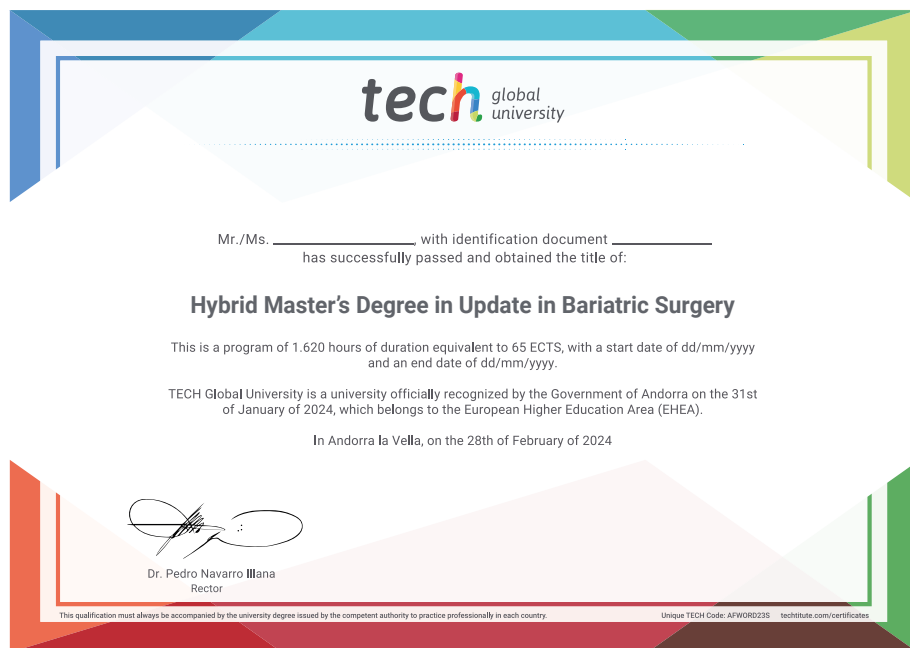 tech global
university
Mr./Ms. ____________, with identification document ____________
has successfully passed and obtained the title of:
Hybrid Master’s Degree in Update in Bariatric Surgery
This is a program of 1.620 hours of duration equivalent to 65 ECTS, with a start date of dd/mm/yyyy
and an end date of dd/mm/yyyy.
TECH Global University is a university officially recognized by the Government of Andorra on the 31st
of January of 2024, which belongs to the European Higher Education Area (EHEA).
In Andorra la Vella, on the 28th of February of 2024
Dr. Pedro Navarro Illana
Rector
This qualification must always be accompanied by the university degree issued by the competent authority to practice professionally in each country.
Unique TECH Code: AFWORD23S techtitute.com/certificates